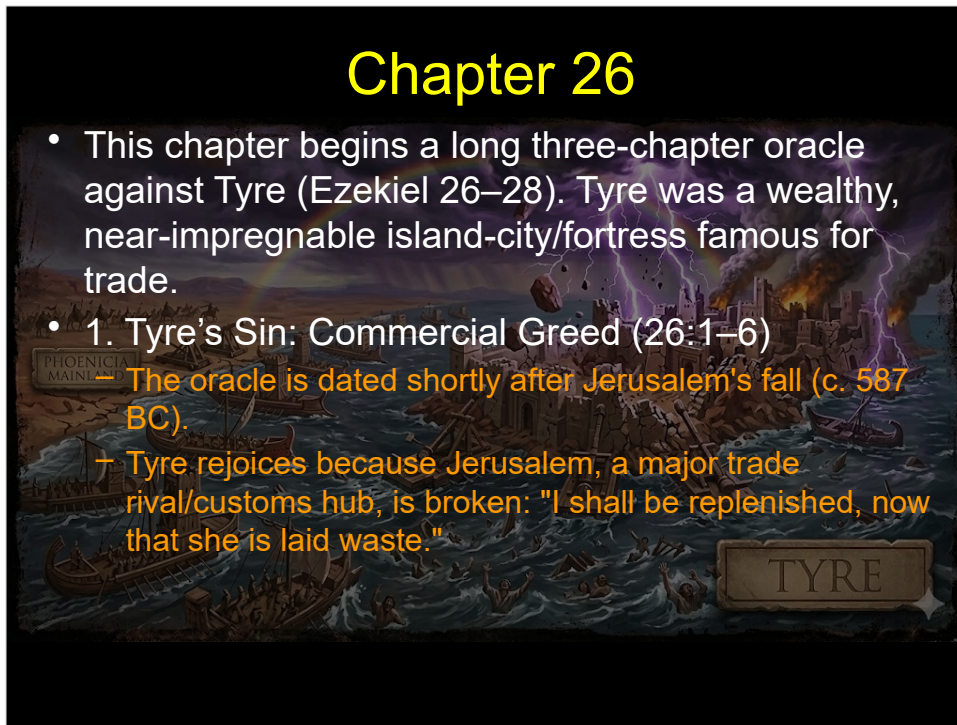 Chapter 26
• This chapter begins a long three-chapter oracle
against Tyre (Ezekiel 26–28). Tyre was a wealthy,
near-impregnable island-city/fortress famous for
trade.
• 1. Tyre’s Sin: Commercial Greed (26:1–6)
PHOENICIA
MAINLAND
– The oracle is dated shortly after Jerusalem's fall (c. 587
BC).
– Tyre rejoices because Jerusalem, a major trade
rival/customs hub, is broken: "I shall be replenished, now
that she is laid waste."
TYRE